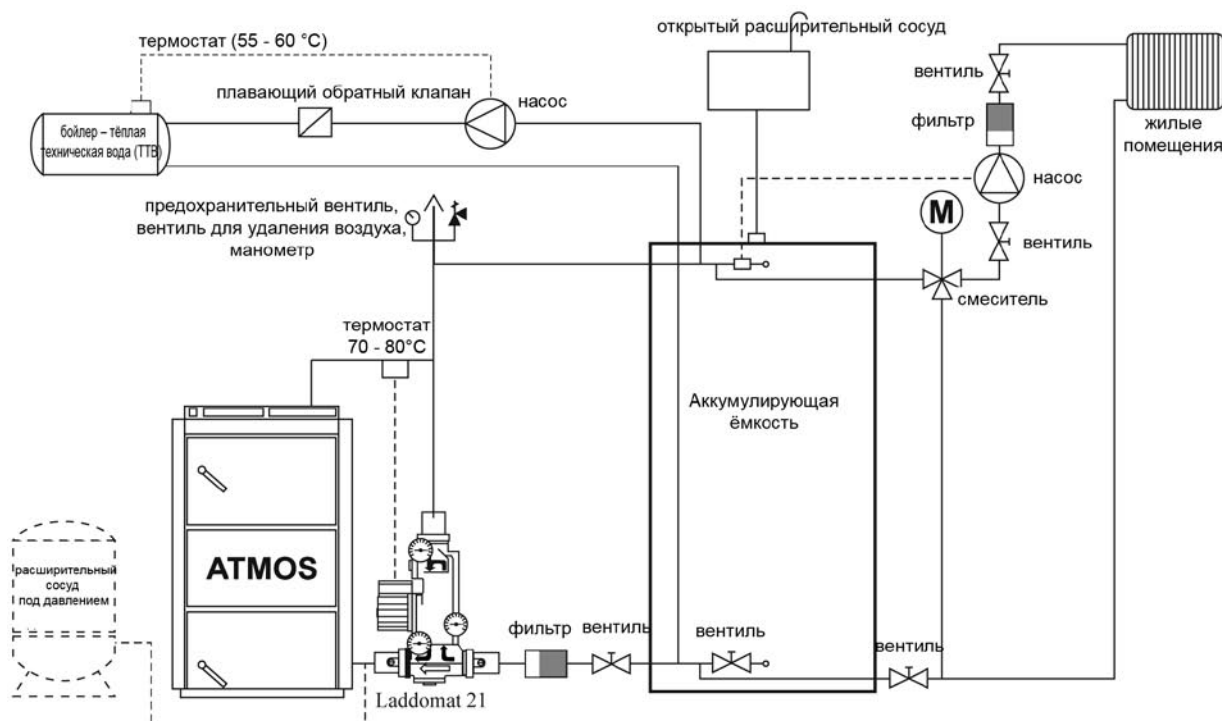 открытый расширительный сосуд
термостат (55 - 60 °C)
вентиль
плавающий обратный клапан
насос
бойлер – тёплая
техническая вода (ТТВ)
фильтр
жилые
помещения
насос
предохранительный вентиль,
вентиль для удаления воздуха,
манометр
M
вентиль
смеситель
термостат
70 - 80°C
Аккумулирующая
ёмкость
ATMOS
расширительный
сосуд
под давлением
фильтр
вентиль
вентиль
вентиль
Laddomat 21